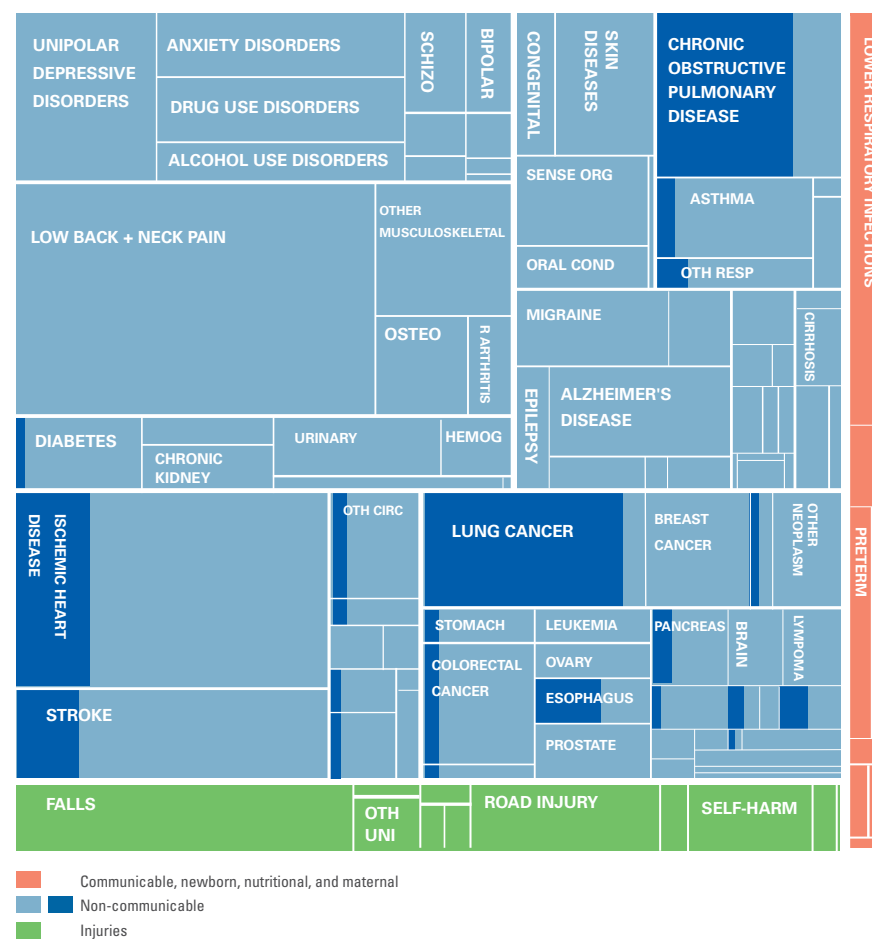 UNIPOLAR
DEPRESSIVE
DISORDERS
ANXIETY DISORDERS
DRUG USE DISORDERS
ALCOHOL USE DISORDERS
SCHIZO
BIPOLAR
CONGENITAL
SKIN
DISEASES
CHRONIC
OBSTRUCTIVE
PULMONARY
DISEASE
LOWER RESPIRATORY INFECTIONS
SENSE ORG
ORAL COND
ASTHMA
OTH RESP
LOW BACK + NECK PAIN
OTHER
MUSCULOSKELETAL
OSTEO
R ARTHRITIS
MIGRAINE
EPILEPSY
ALZHEIMER'S
DISEASE
CIRRHOSIS
DIABETES
CHRONIC
KIDNEY
URINARY
HEMOG
ISCHEMIC HEART
DISEASE
OTH CIRC
LUNG CANCER
BREAST
CANCER
OTHER
NEOPLASM
PRETERM
STOMACH
LEUKEMIA
PANCREAS
BRAIN
LYMPOMA
COLORECTAL
CANCER
OVARY
ESOPHAGUS
PROSTATE
STROKE
FALLS
OTH
UNI
ROAD INJURY
SELF-HARM
Communicable, newborn, nutritional, and maternal
Non-communicable
Injuries